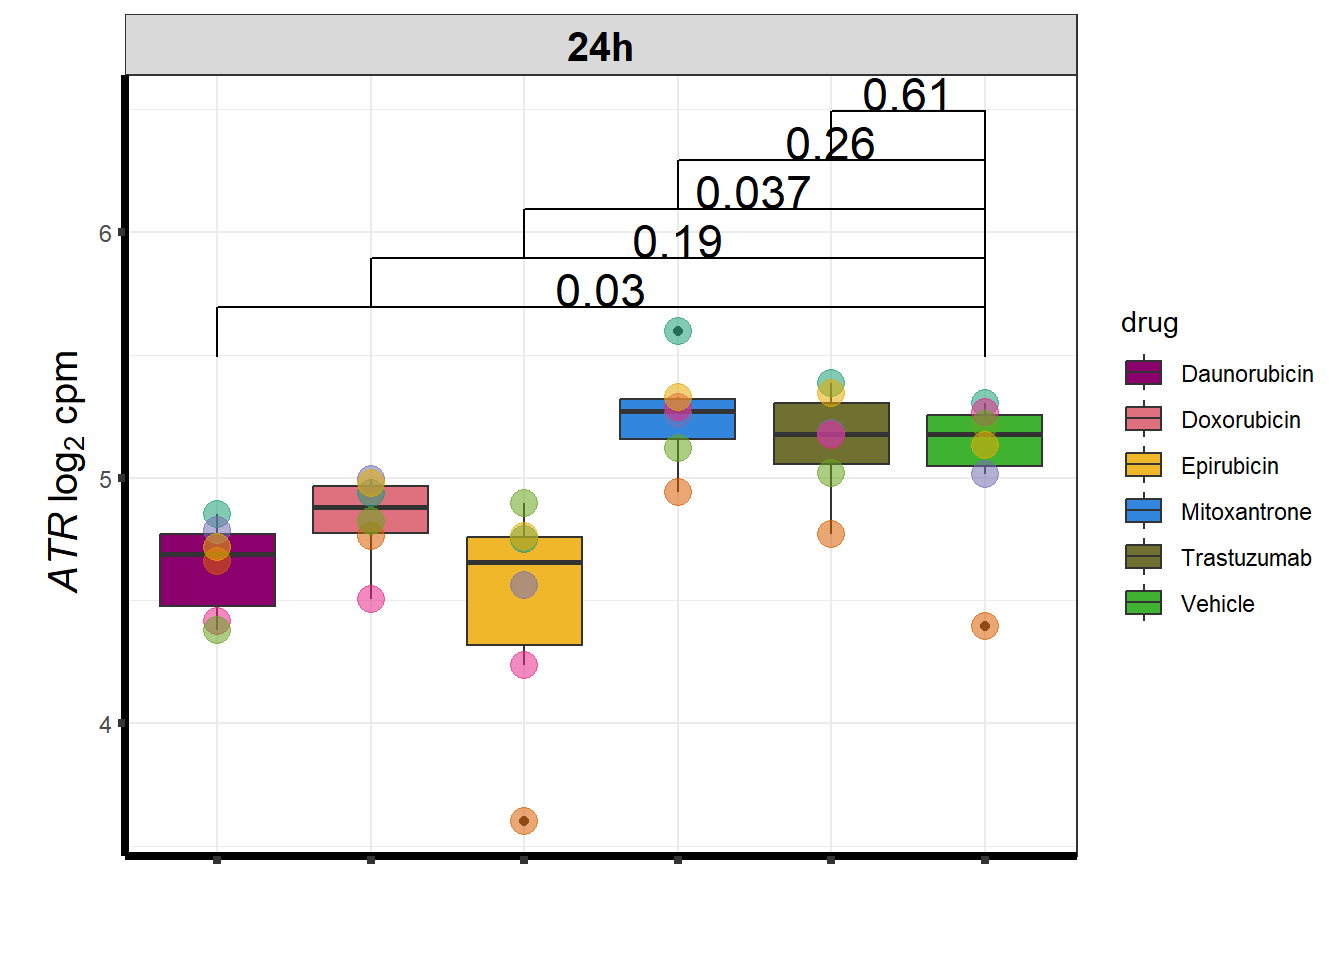 24h
0.61
0.26
0.037
0.19
0.03
6
5
4
ATR log2 cpm
drug
Daunorubicin
Doxorubicin
Epirubicin
Mitoxantrone
Trastuzumab
Vehicle